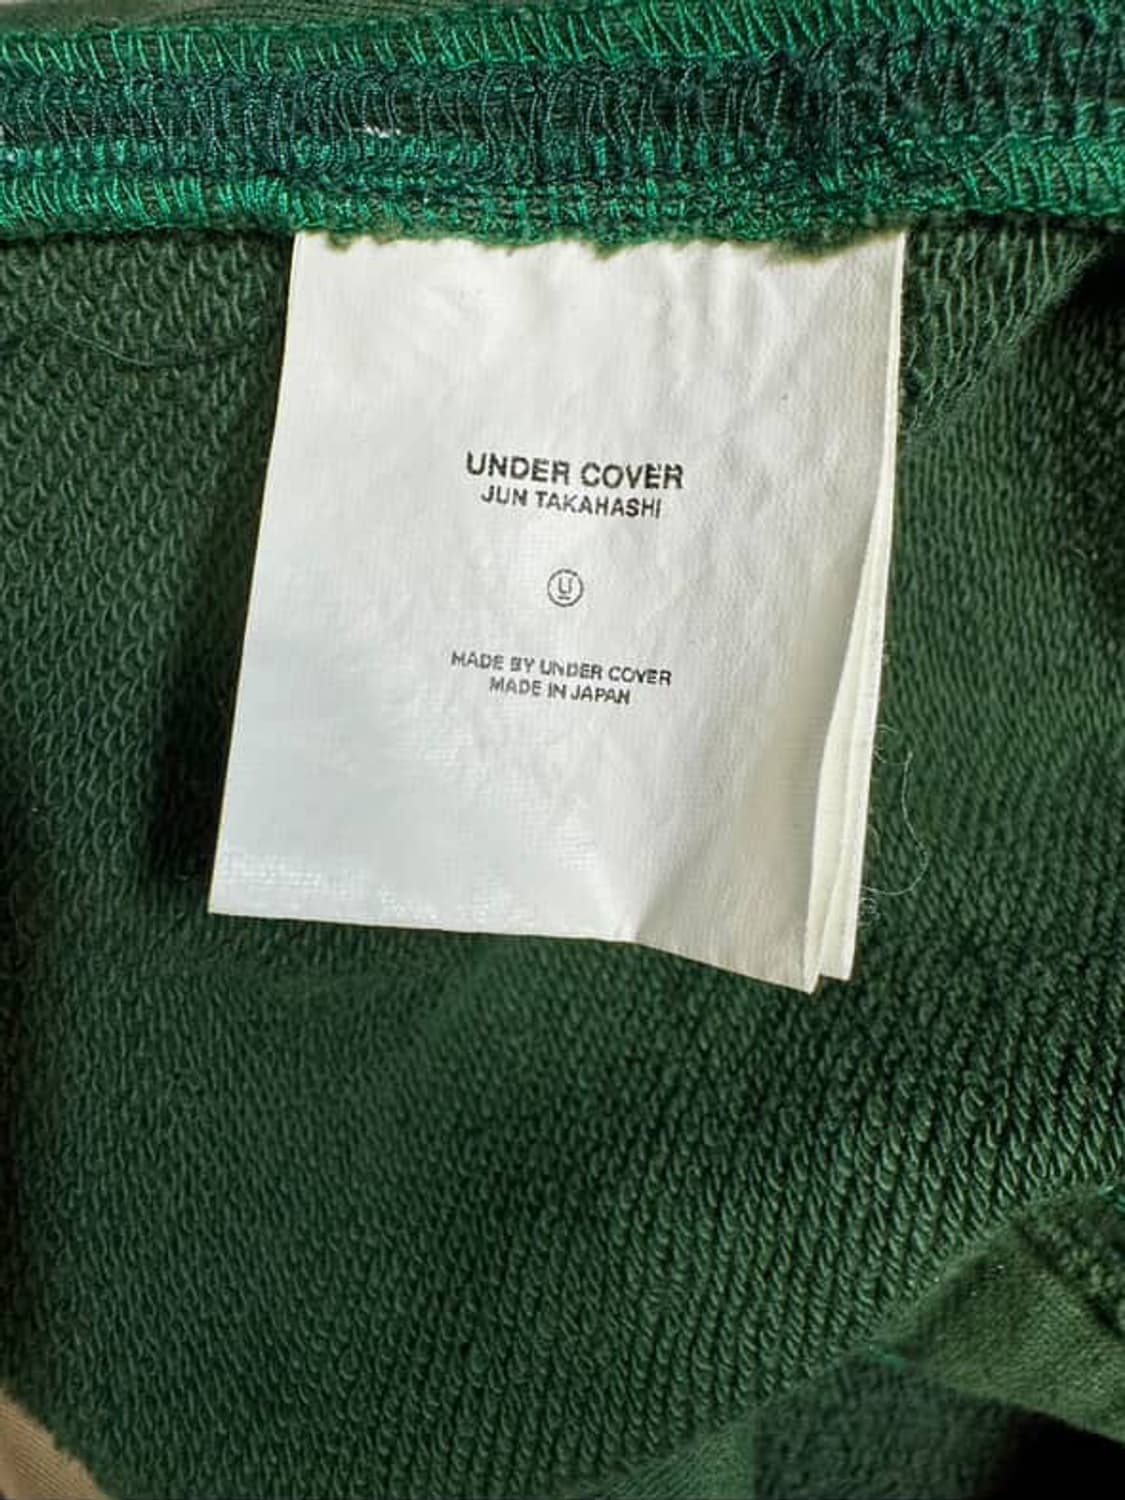 UNDER COVER
JUN TAKAHASHI
U
MADE BY UNDER COVER
MADE IN JAPAN